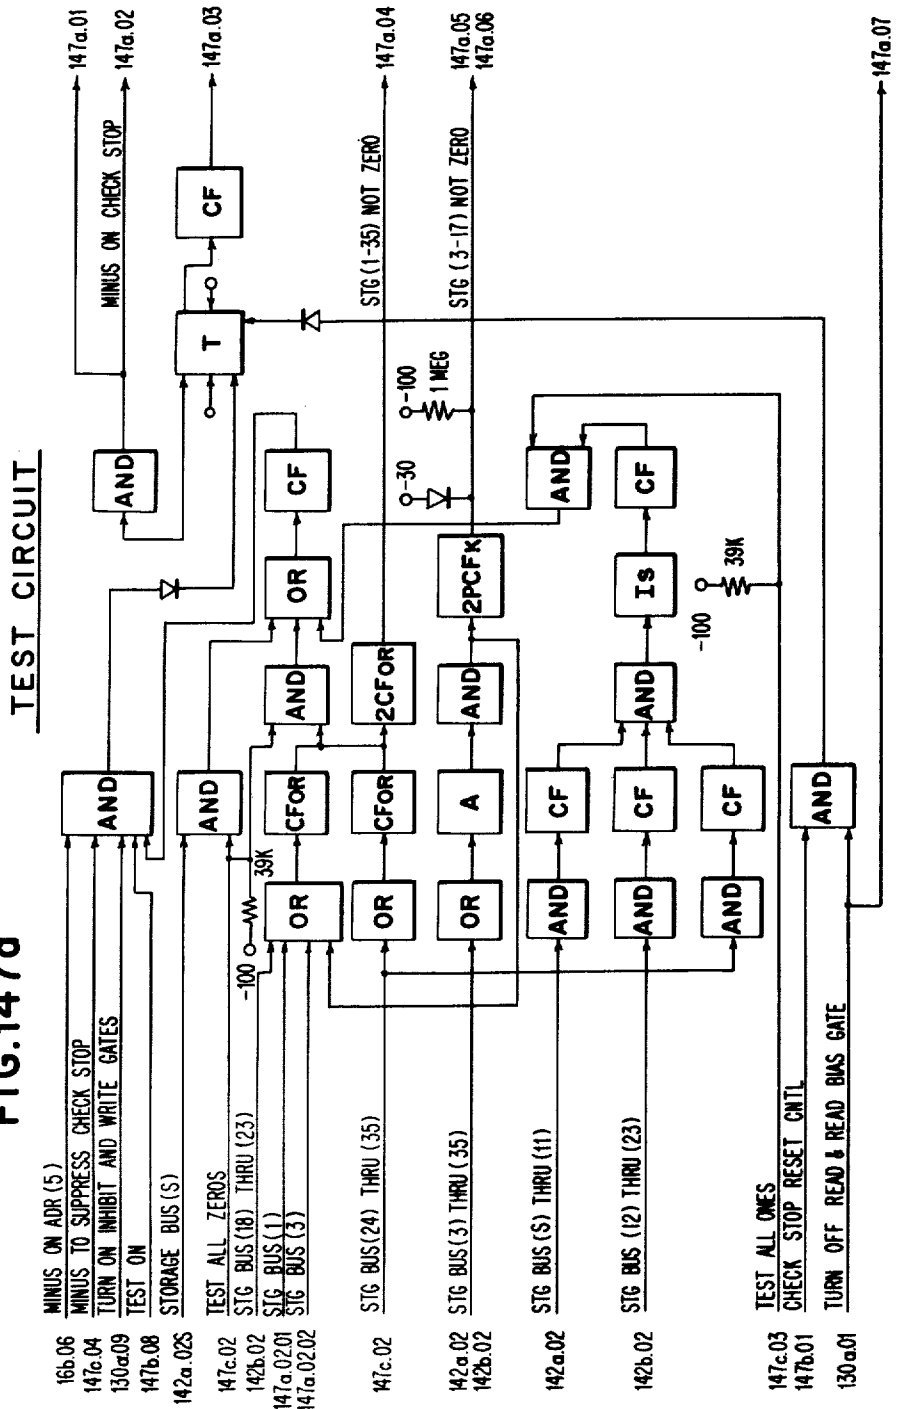 FIG.147a
TEST CIRCUIT
16b.06 MINUS ON ADR (5)
147c.04 MINUS TO SUPPRESS CHECK STOP
130a.09 TURN ON INHIBIT AND WRITE GATES
147b.08 TEST ON
142a.02S STORAGE BUS (S)
147c.02 TEST ALL ZEROS
142b.02 STG BUS (18) THRU (23)
147a.02.01 STG BUS (1)
147a.02.02 STG BUS (3)
147c.02 STG BUS (24) THRU (35)
142a.02 STG BUS (3) THRU (35)
142b.02
142a.02 STG BUS (S) THRU (11)
142b.02 STG BUS (12) THRU (23)
147c.03 TEST ALL ONES
147b.01 CHECK STOP RESET CNTL
130a.01 TURN OFF READ & READ BIAS GATE
AND
AND
-100
39K
OR
CFOR
AND
OR
CF
AND
T
CF
OR
CFOR
2CFOR
OR
A
AND
2PCFK
-30
-100
1 MEG
AND
CF
AND
AND
CF
AND
IS
CF
AND
CF
-100
39K
AND
MINUS ON CHECK STOP
STG (1-35) NOT ZERO
STG (3-17) NOT ZERO
147a.01
147a.02
147a.03
147a.04
147a.05
147a.06
147a.07